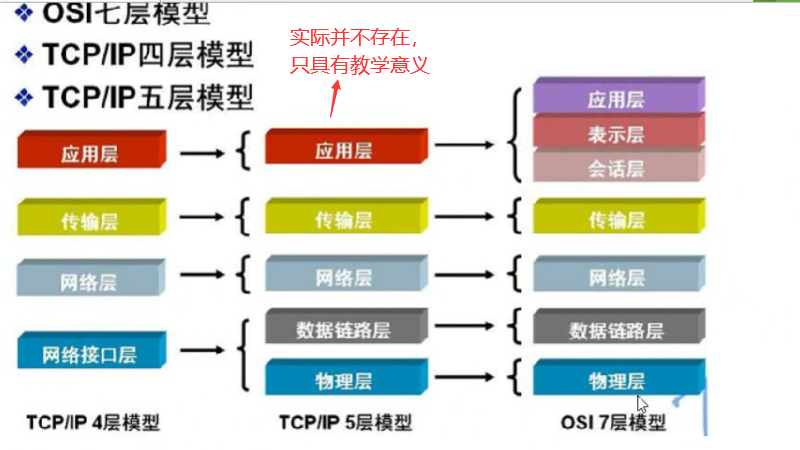 OSI七层模型
TCP/IP四层模型
TCP/IP五层模型
实际并不存在，
只具有教学意义
应用层
传输层
网络层
网络接口层
TCP/IP 4层模型
应用层
传输层
网络层
数据链路层
物理层
TCP/IP 5层模型
应用层
表示层
会话层
传输层
网络层
数据链路层
物理层
OSI 7层模型